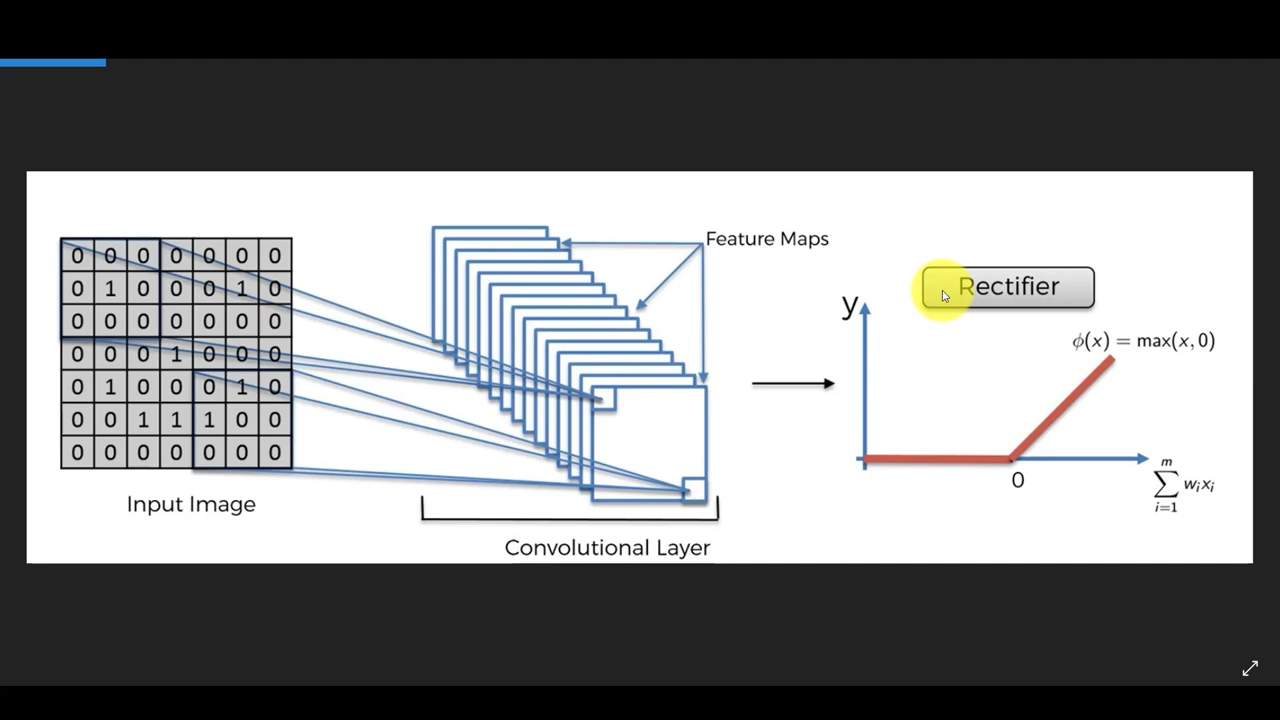 0 0 0 0 0 0 0
0 1 0 0 0 1 0
0 0 0 0 0 0 0
0 0 0 1 0 0 0
0 1 0 0 0 1 0
0 0 1 1 1 0 0
0 0 0 0 0 0 0
Input Image
Feature Maps
Convolutional Layer
Rectifier
y
ϕ(x) = max(x, 0)
0
m
∑ wᵢxᵢ
i=1